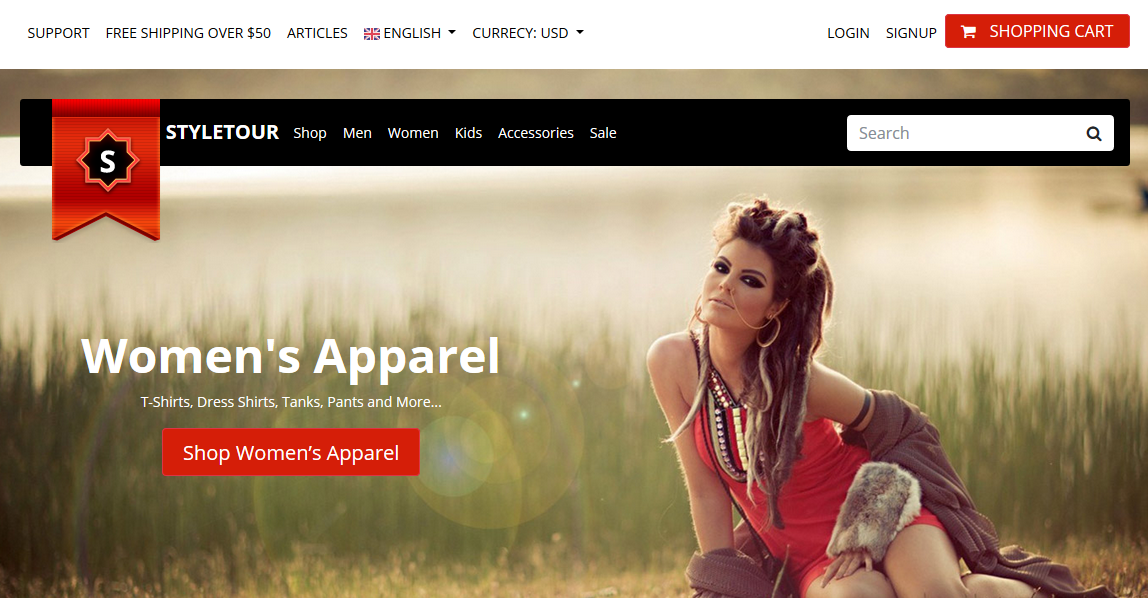 SUPPORT FREE SHIPPING OVER $50 ARTICLES ENGLISH CURRECY: USD LOGIN SIGNUP SHOPPING CART
S STYLETOUR Shop Men Women Kids Accessories Sale Search
Women's Apparel
T-Shirts, Dress Shirts, Tanks, Pants and More...
Shop Women’s Apparel